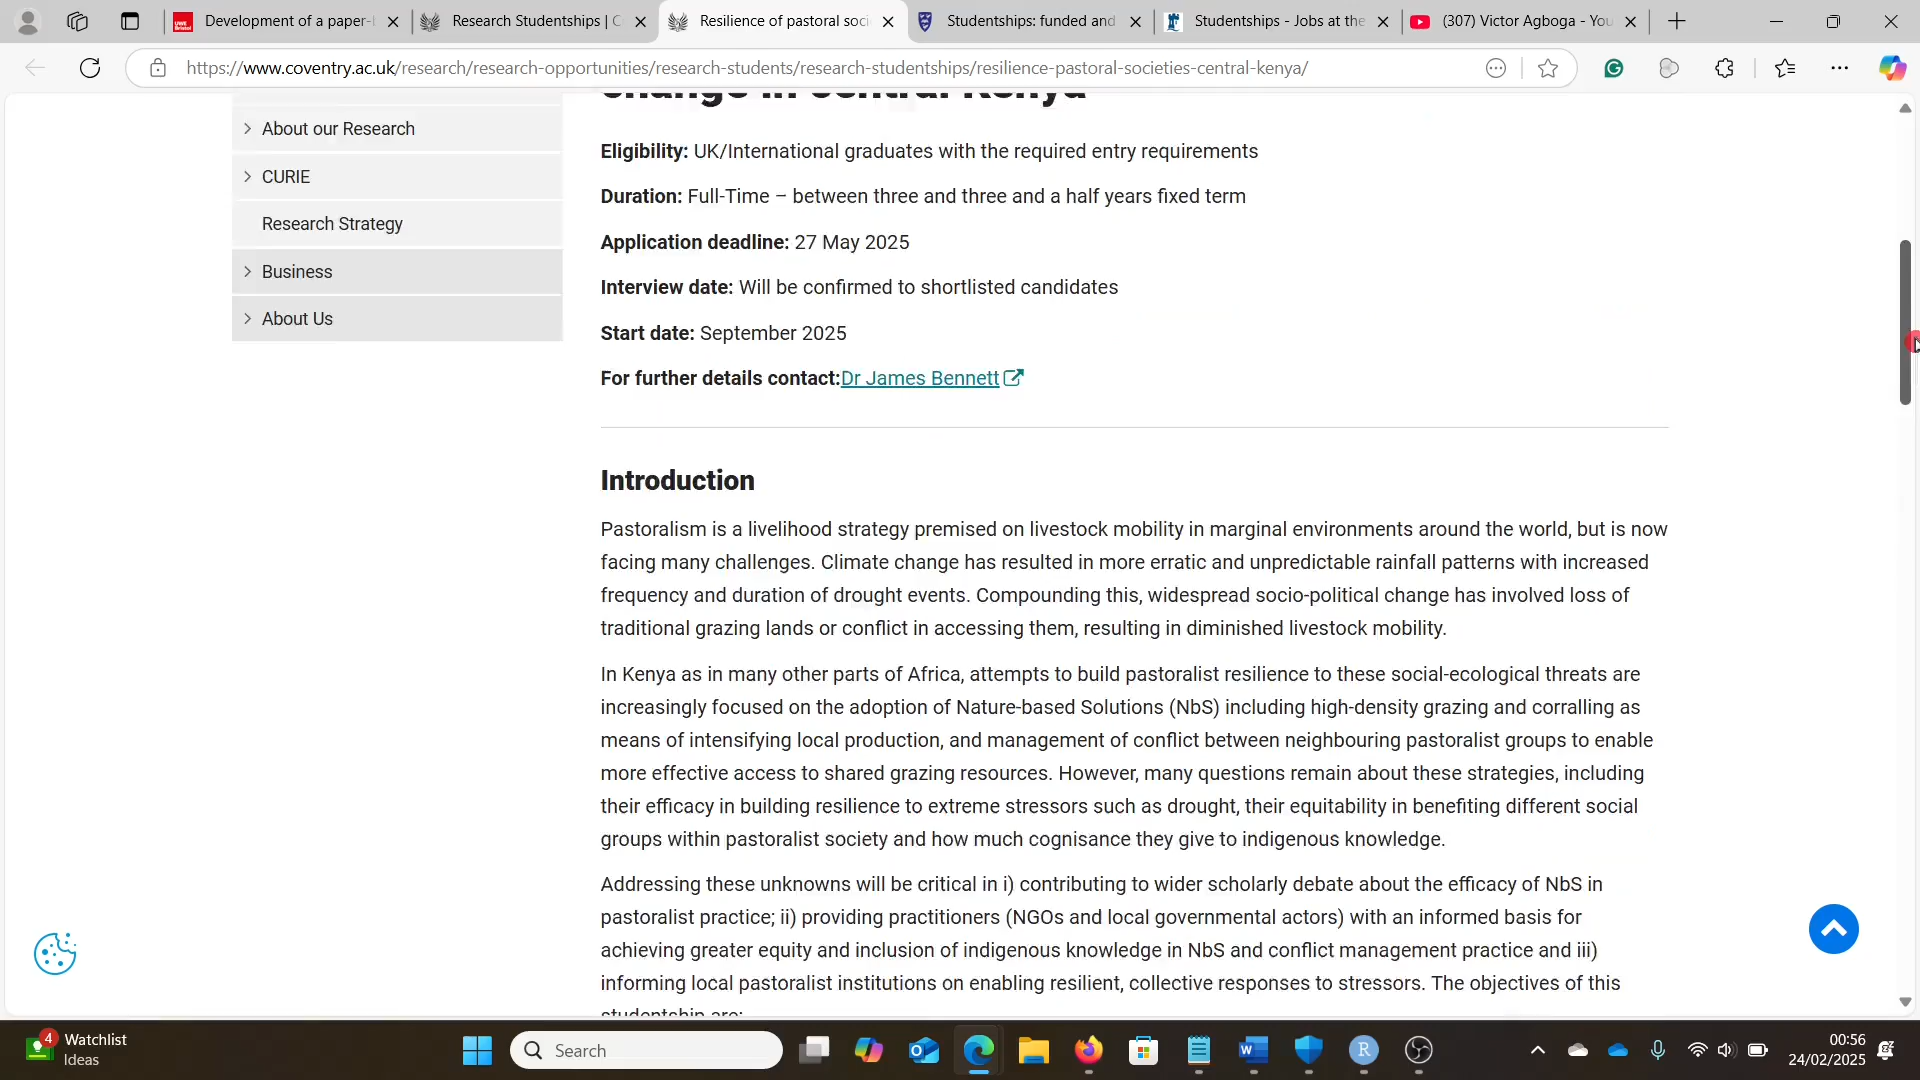 Development of a paper-
Research Studentships | C
Resilience of pastoral soci
Studentships: funded and
Studentships - Jobs at the
(307) Victor Agboga - You
https://www.coventry.ac.uk/research/research-opportunities/research-students/research-studentships/resilience-pastoral-societies-central-kenya/
change in central Kenya
About our Research
CURIE
Research Strategy
Business
About Us
Eligibility: UK/International graduates with the required entry requirements
Duration: Full-Time – between three and three and a half years fixed term
Application deadline: 27 May 2025
Interview date: Will be confirmed to shortlisted candidates
Start date: September 2025
For further details contact:Dr James Bennett
Introduction
Pastoralism is a livelihood strategy premised on livestock mobility in marginal environments around the world, but is now
facing many challenges. Climate change has resulted in more erratic and unpredictable rainfall patterns with increased
frequency and duration of drought events. Compounding this, widespread socio-political change has involved loss of
traditional grazing lands or conflict in accessing them, resulting in diminished livestock mobility.
In Kenya as in many other parts of Africa, attempts to build pastoralist resilience to these social-ecological threats are
increasingly focused on the adoption of Nature-based Solutions (NbS) including high-density grazing and corralling as
means of intensifying local production, and management of conflict between neighbouring pastoralist groups to enable
more effective access to shared grazing resources. However, many questions remain about these strategies, including
their efficacy in building resilience to extreme stressors such as drought, their equitability in benefiting different social
groups within pastoralist society and how much cognisance they give to indigenous knowledge.
Addressing these unknowns will be critical in i) contributing to wider scholarly debate about the efficacy of NbS in
pastoralist practice; ii) providing practitioners (NGOs and local governmental actors) with an informed basis for
achieving greater equity and inclusion of indigenous knowledge in NbS and conflict management practice and iii)
informing local pastoralist institutions on enabling resilient, collective responses to stressors. The objectives of this
studentship are:
4
Watchlist
Ideas
Search
00:56
24/02/2025